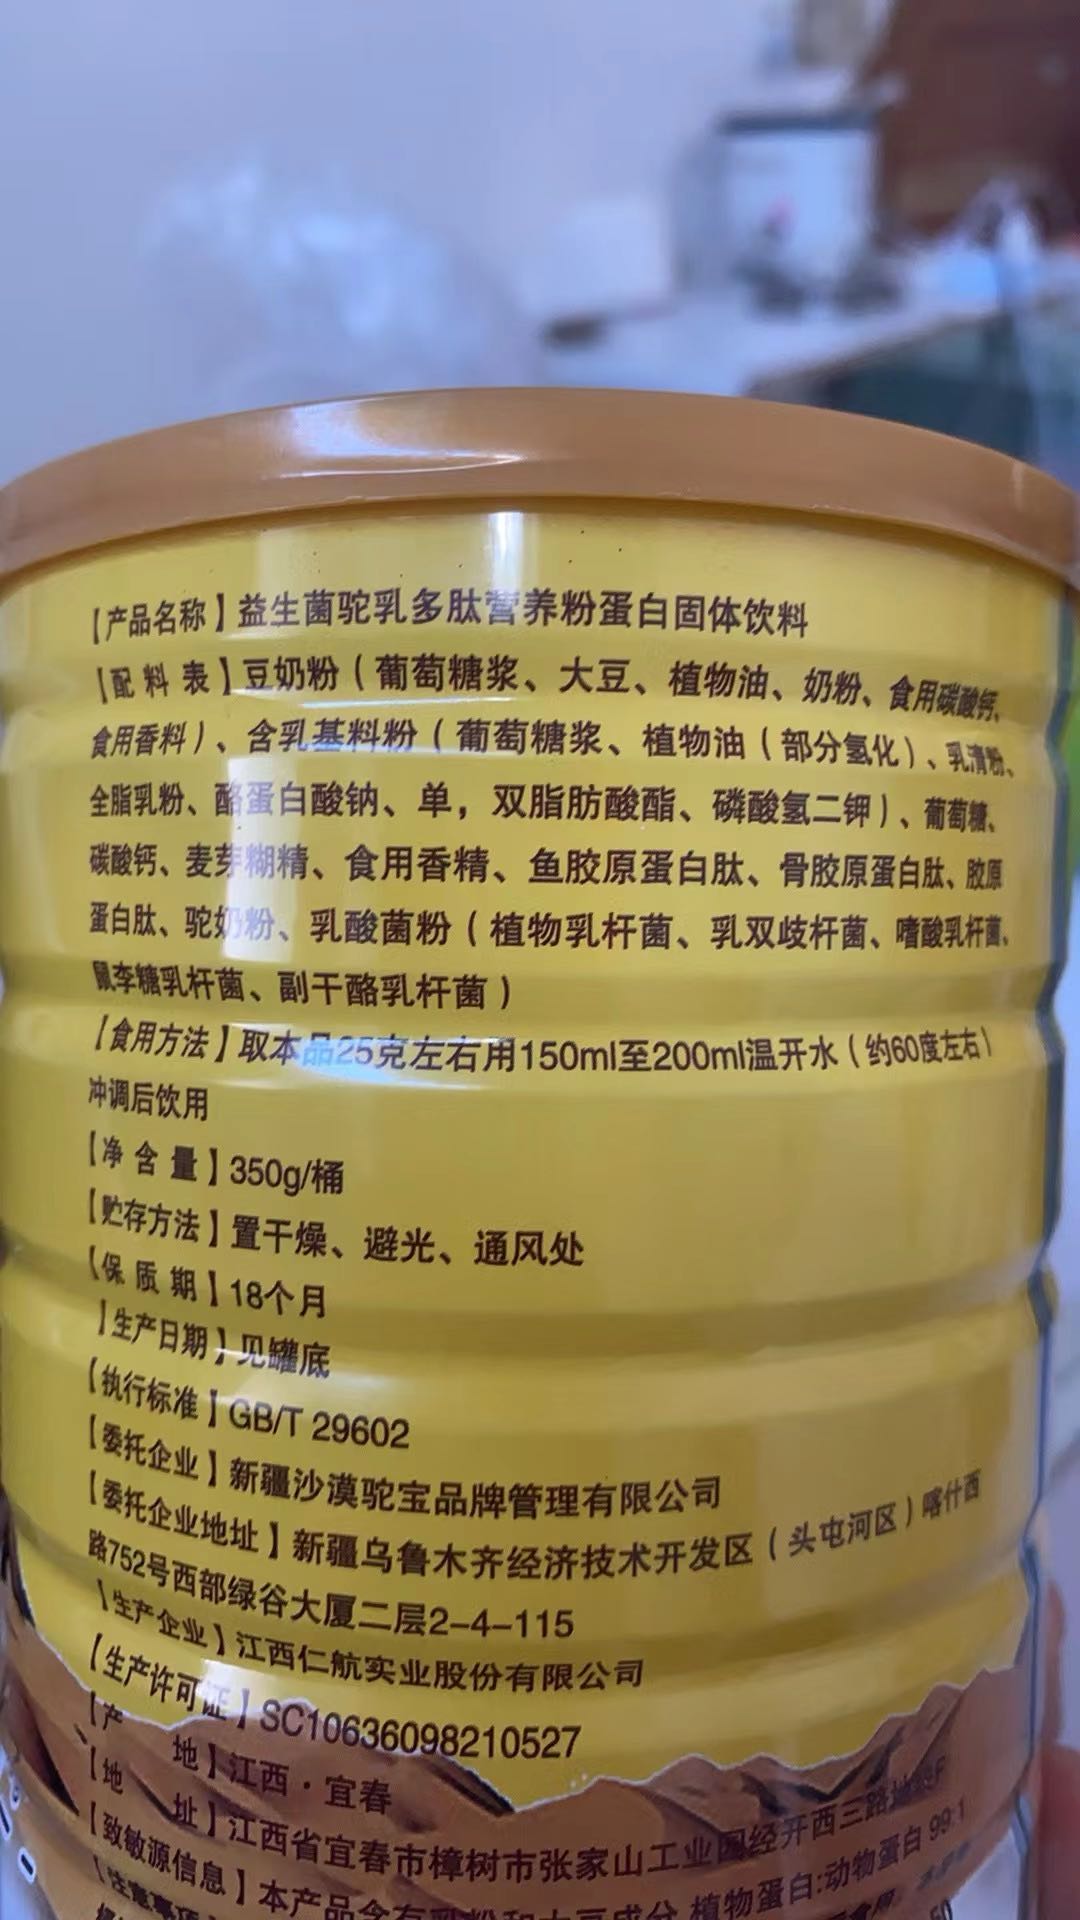 【产品名称】益生菌驼乳多肽营养粉蛋白固体饮料
【配料表】豆奶粉（葡萄糖浆、大豆、植物油、奶粉、食用碳酸钙、
食用香料）、含乳基料粉（葡萄糖浆、植物油（部分氢化）、乳清粉、
全脂乳粉、酪蛋白酸钠、单，双脂肪酸酯、磷酸氢二钾）、葡萄糖、
碳酸钙、麦芽糊精、食用香精、鱼胶原蛋白肽、骨胶原蛋白肽、胶原
蛋白肽、驼奶粉、乳酸菌粉（植物乳杆菌、乳双歧杆菌、嗜酸乳杆菌、
鼠李糖乳杆菌、副干酪乳杆菌）
【食用方法】取本品25克左右用150ml至200ml温开水（约60度左右）
冲调后饮用
【净含量】350g/桶
【贮存方法】置干燥、避光、通风处
【保质期】18个月
【生产日期】见罐底
【执行标准】GB/T 29602
【委托企业】新疆沙漠驼宝品牌管理有限公司
【委托企业地址】新疆乌鲁木齐经济技术开发区（头屯河区）喀什西
路752号西部绿谷大厦二层2-4-115
【生产企业】江西仁航实业股份有限公司
【生产许可证】SC10636098210527
【产地】江西·宜春
【地址】江西省宜春市樟树市张家山工业园经开西三路
【致敏源信息】本产品含有乳粉和大豆成分 植物蛋白:动物蛋白 99:1
【注意事项